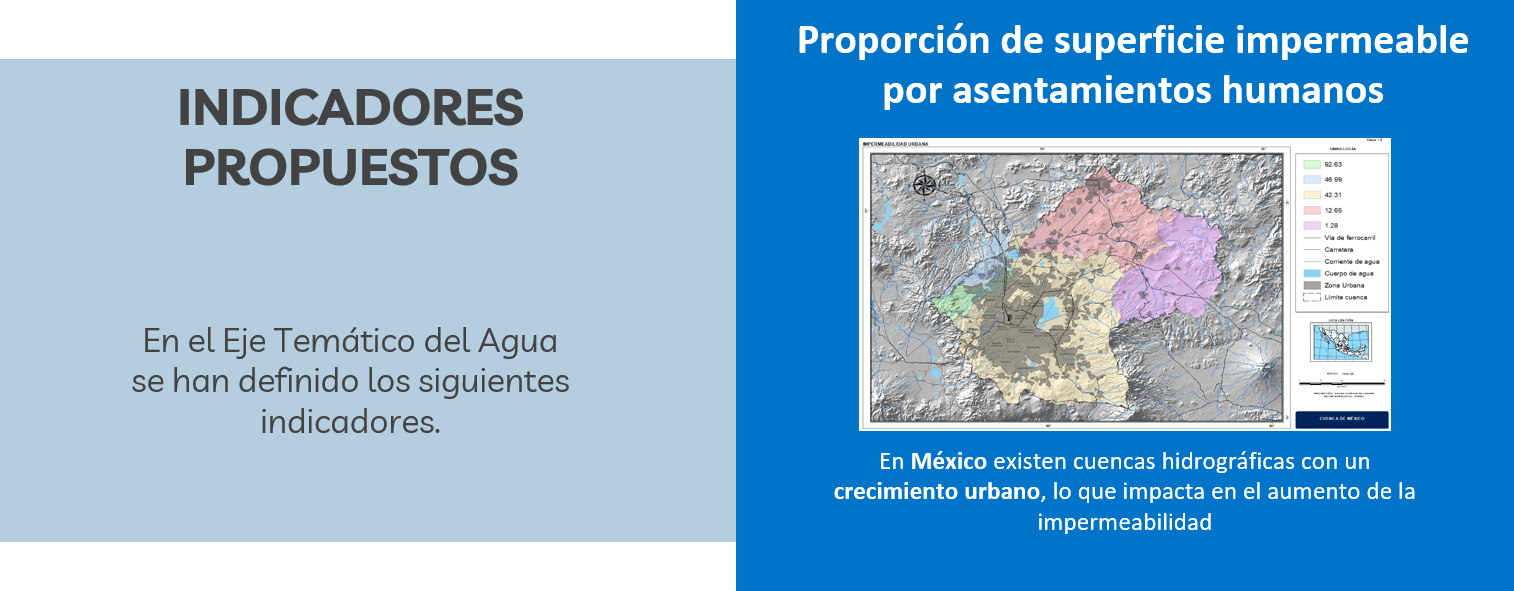 INDICADORES
PROPUESTOS
En el Eje Temático del Agua
se han definido los siguientes
indicadores.
Proporción de superficie impermeable
por asentamientos humanos
IMPERMEABILIDAD URBANA
SIMBOLOGÍA
92.63
46.99
42.31
12.65
1.28
Vía de ferrocarril
Carretera
Corriente de agua
Cuerpo de agua
Zona Urbana
Límite cuenca
LOCALIZACIÓN
CUENCA DE MÉXICO
En México existen cuencas hidrográficas con un
crecimiento urbano, lo que impacta en el aumento de la
impermeabilidad